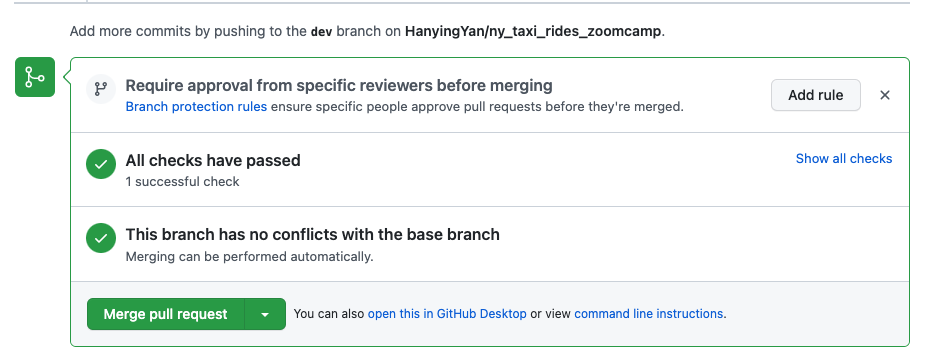 Add more commits by pushing to the dev branch on HanyingYan/ny_taxi_rides_zoomcamp.
Require approval from specific reviewers before merging
Branch protection rules ensure specific people approve pull requests before they're merged.
Add rule
All checks have passed
1 successful check
Show all checks
This branch has no conflicts with the base branch
Merging can be performed automatically.
Merge pull request
You can also open this in GitHub Desktop or view command line instructions.